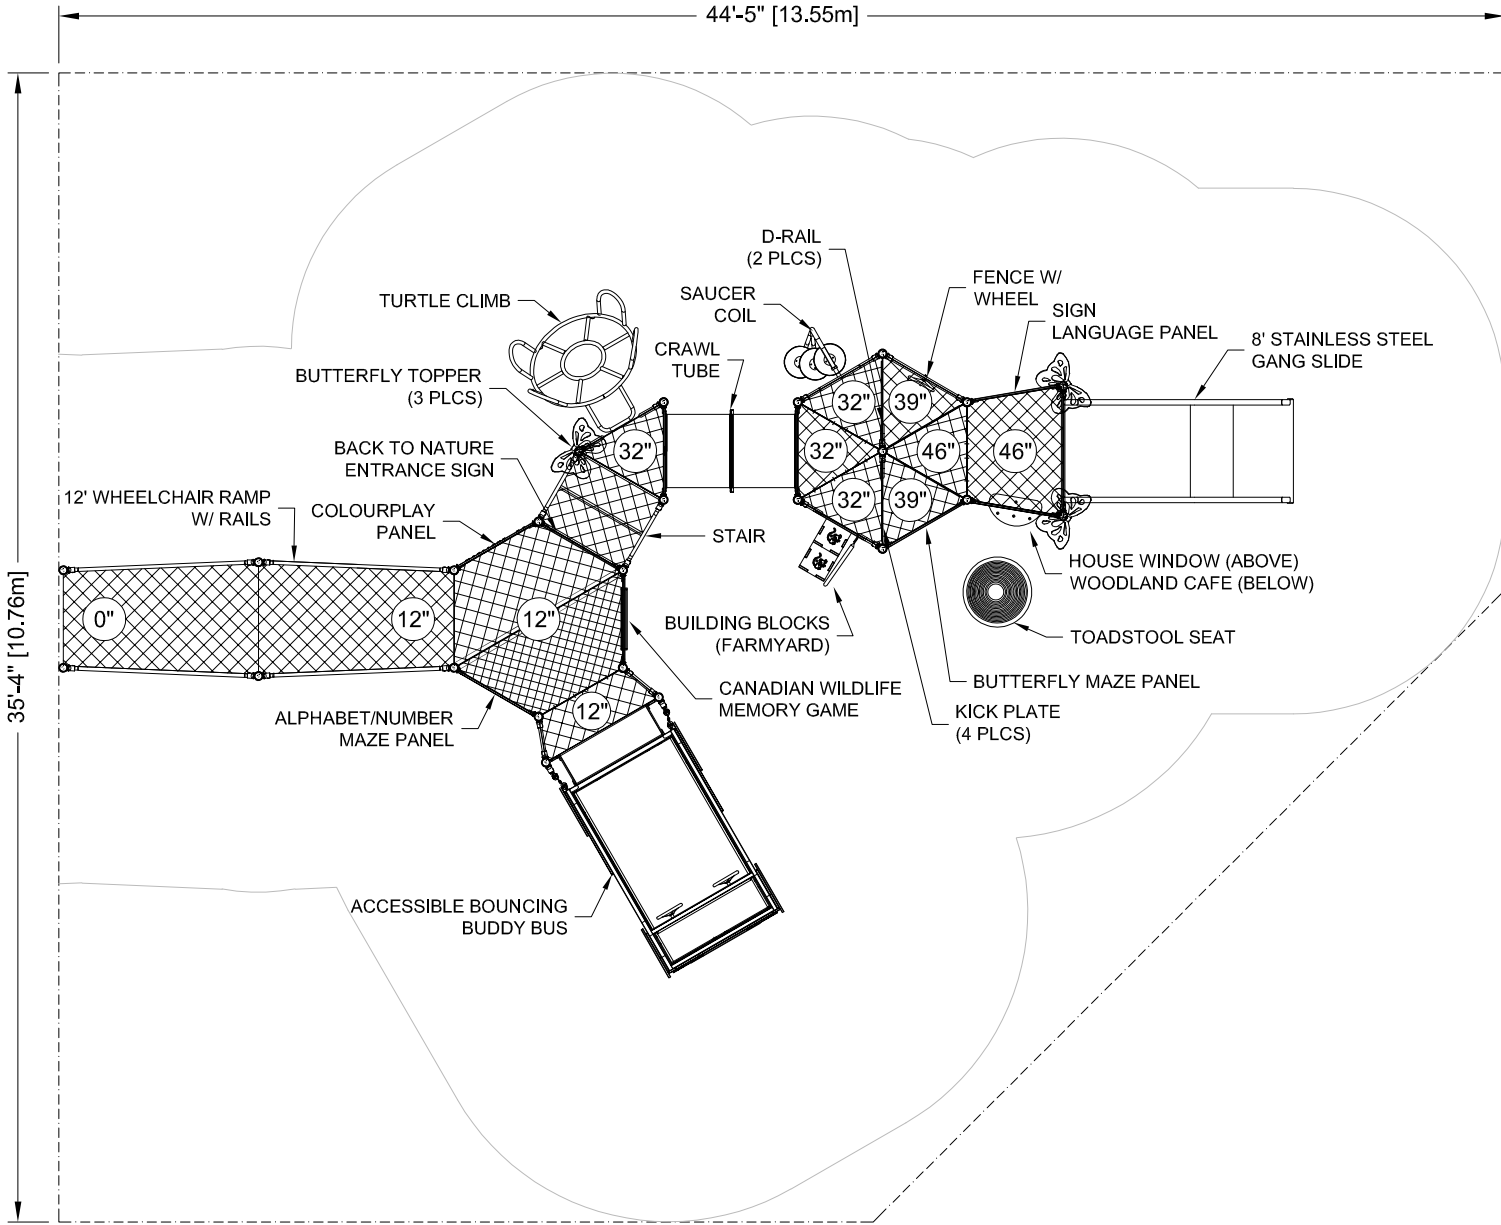 44'-5" [13.55m]
35'-4" [10.76m]
D-RAIL
(2 PLCS)
FENCE W/
WHEEL
SAUCER
COIL
TURTLE CLIMB
SIGN
LANGUAGE PANEL
8' STAINLESS STEEL
GANG SLIDE
CRAWL
TUBE
BUTTERFLY TOPPER
(3 PLCS)
BACK TO NATURE
ENTRANCE SIGN
12' WHEELCHAIR RAMP
W/ RAILS
COLOURPLAY
PANEL
32"
32"
39"
32"
46"
46"
32"
39"
STAIR
HOUSE WINDOW (ABOVE)
WOODLAND CAFE (BELOW)
0"
12"
12"
BUILDING BLOCKS
(FARMYARD)
TOADSTOOL SEAT
BUTTERFLY MAZE PANEL
CANADIAN WILDLIFE
MEMORY GAME
KICK PLATE
(4 PLCS)
12"
ALPHABET/NUMBER
MAZE PANEL
ACCESSIBLE BOUNCING
BUDDY BUS